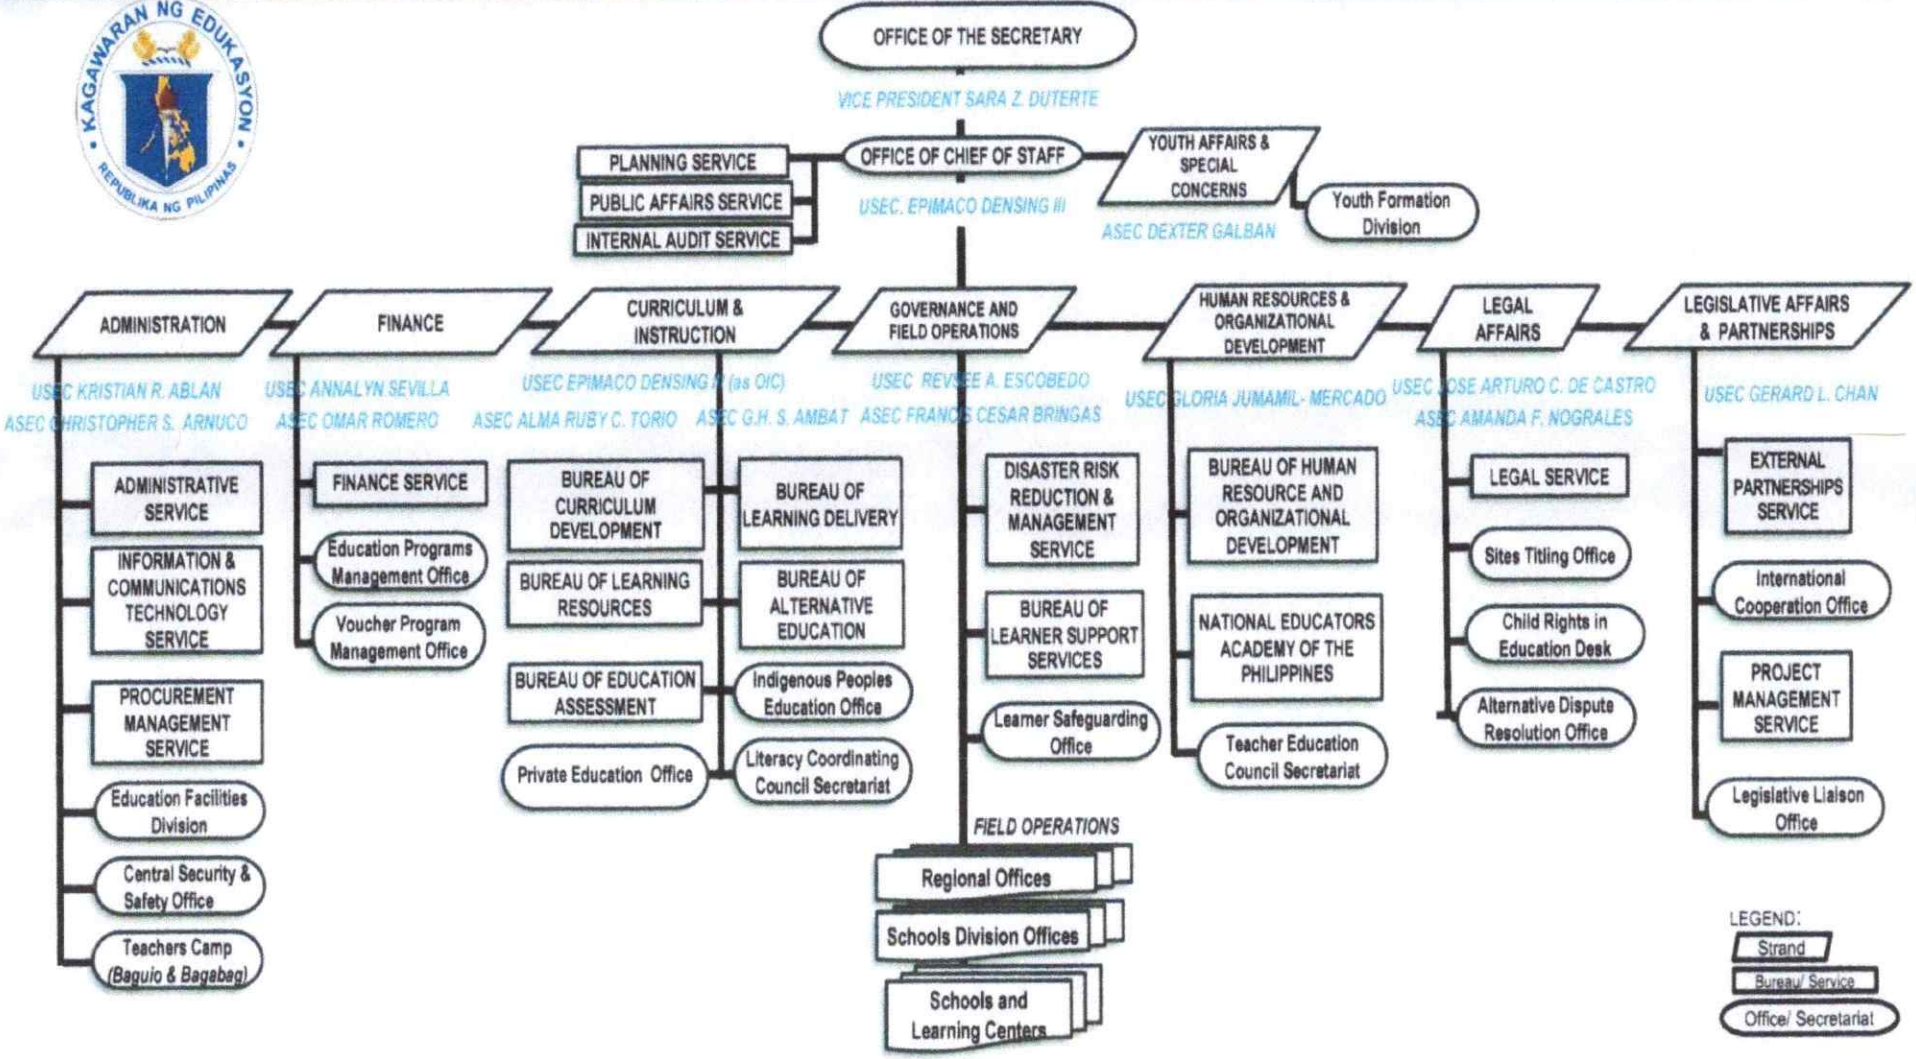 KAGAWARAN NG EDUKASYON
REPUBLIKA NG PILIPINAS
OFFICE OF THE SECRETARY
VICE PRESIDENT SARA Z. DUTERTE
OFFICE OF CHIEF OF STAFF
USEC. EPIMACO DENSING III
PLANNING SERVICE
PUBLIC AFFAIRS SERVICE
INTERNAL AUDIT SERVICE
YOUTH AFFAIRS &
SPECIAL
CONCERNS
ASEC DEXTER GALBAN
Youth Formation
Division
ADMINISTRATION
USEC KRISTIAN R. ABLAN
ASEC CHRISTOPHER S. ARNUCO
ADMINISTRATIVE
SERVICE
INFORMATION &
COMMUNICATIONS
TECHNOLOGY
SERVICE
PROCUREMENT
MANAGEMENT
SERVICE
Education Facilities
Division
Central Security &
Safety Office
Teachers Camp
(Baguio & Bagabag)
FINANCE
USEC ANNALYN SEVILLA
ASEC OMAR ROMERO
FINANCE SERVICE
Education Programs
Management Office
Voucher Program
Management Office
CURRICULUM &
INSTRUCTION
USEC EPIMACO DENSING (as OIC)
ASEC ALMA RUBY C. TORIO
ASEC G.H. S. AMBAT
BUREAU OF
CURRICULUM
DEVELOPMENT
BUREAU OF LEARNING
RESOURCES
BUREAU OF EDUCATION
ASSESSMENT
Private Education Office
BUREAU OF
LEARNING DELIVERY
BUREAU OF
ALTERNATIVE
EDUCATION
Indigenous Peoples
Education Office
Literacy Coordinating
Council Secretariat
GOVERNANCE AND
FIELD OPERATIONS
USEC REVSEE A. ESCOBEDO
ASEC FRANCIS CESAR BRINGAS
DISASTER RISK
REDUCTION &
MANAGEMENT
SERVICE
BUREAU OF
LEARNER SUPPORT
SERVICES
Learner Safeguarding
Office
FIELD OPERATIONS
Regional Offices
Schools Division Offices
Schools and
Learning Centers
HUMAN RESOURCES &
ORGANIZATIONAL
DEVELOPMENT
USEC GLORIA JUMAMIL- MERCADO
BUREAU OF HUMAN
RESOURCE AND
ORGANIZATIONAL
DEVELOPMENT
NATIONAL EDUCATORS
ACADEMY OF THE
PHILIPPINES
Teacher Education
Council Secretariat
LEGAL
AFFAIRS
USEC JOSE ARTURO C. DE CASTRO
ASEC AMANDA F. NOGRALES
LEGAL SERVICE
Sites Titling Office
Child Rights in
Education Desk
Alternative Dispute
Resolution Office
LEGISLATIVE AFFAIRS
& PARTNERSHIPS
USEC GERARD L. CHAN
EXTERNAL
PARTNERSHIPS
SERVICE
International
Cooperation Office
PROJECT
MANAGEMENT
SERVICE
Legislative Liaison
Office
LEGEND:
Strand
Bureau/ Service
Office/ Secretariat